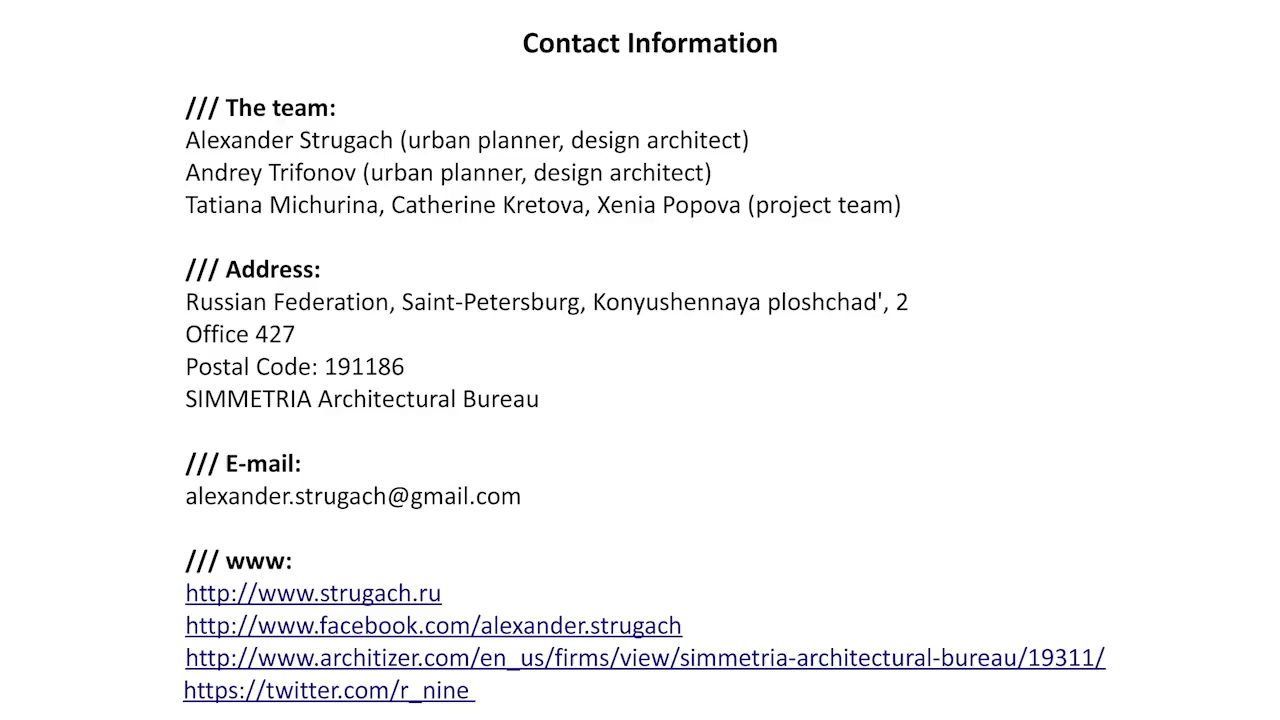 Contact Information
/// The team:
Alexander Strugach (urban planner, design architect)
Andrey Trifonov (urban planner, design architect)
Tatiana Michurina, Catherine Kretova, Xenia Popova (project team)
/// Address:
Russian Federation, Saint-Petersburg, Konyushennaya ploshchad', 2
Office 427
Postal Code: 191186
SIMMETRIA Architectural Bureau
/// E-mail:
alexander.strugach@gmail.com
/// www:
http://www.strugach.ru
http://www.facebook.com/alexander.strugach
http://www.architizer.com/en_us/firms/view/simmetria-architectural-bureau/19311/
https://twitter.com/r_nine